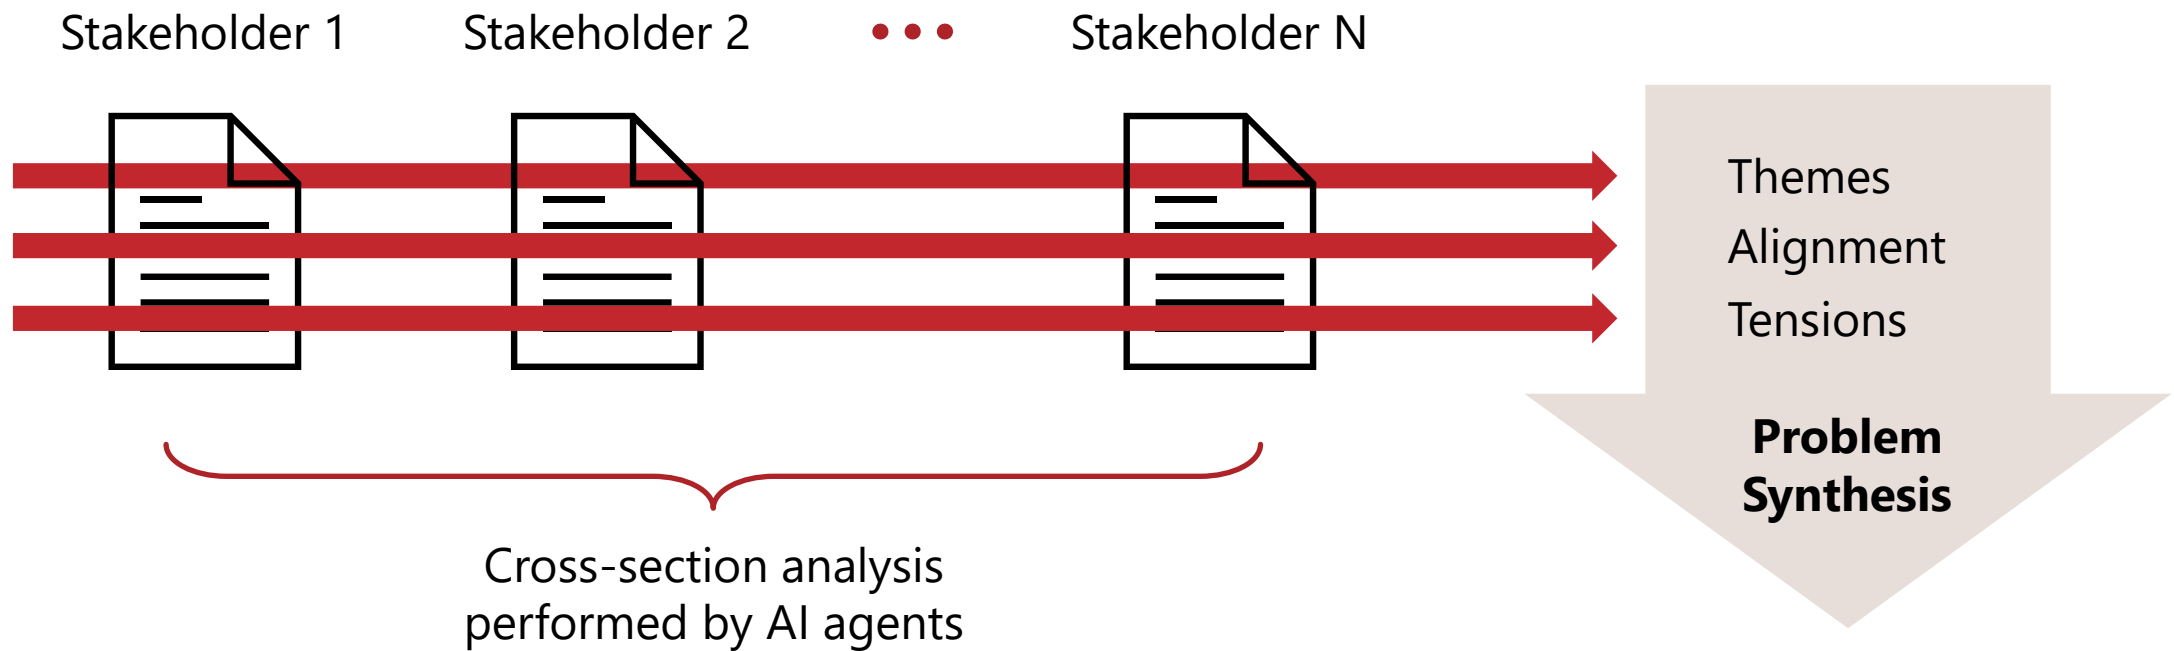 Stakeholder 1
Stakeholder 2
•••
Stakeholder N
Themes
Alignment
Tensions
Problem
Synthesis
Cross-section analysis
performed by AI agents